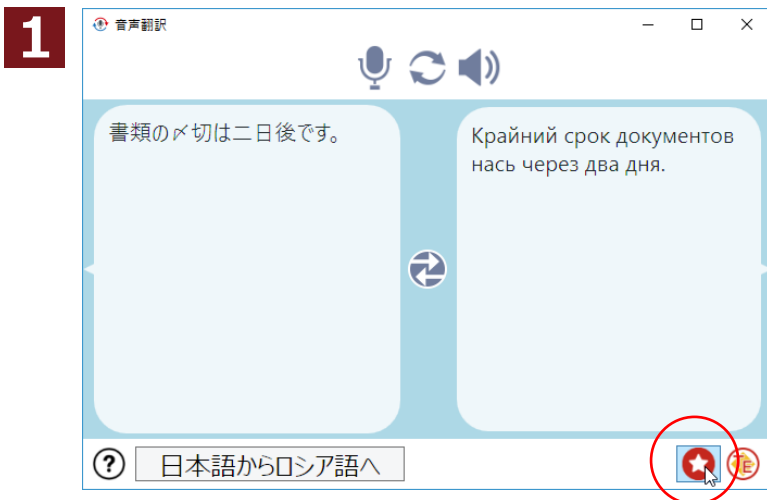 1
音声翻訳
書類の〆切は二日後です。
Крайний срок документов
нась через два дня.
?
日本語からロシア語へ
TE